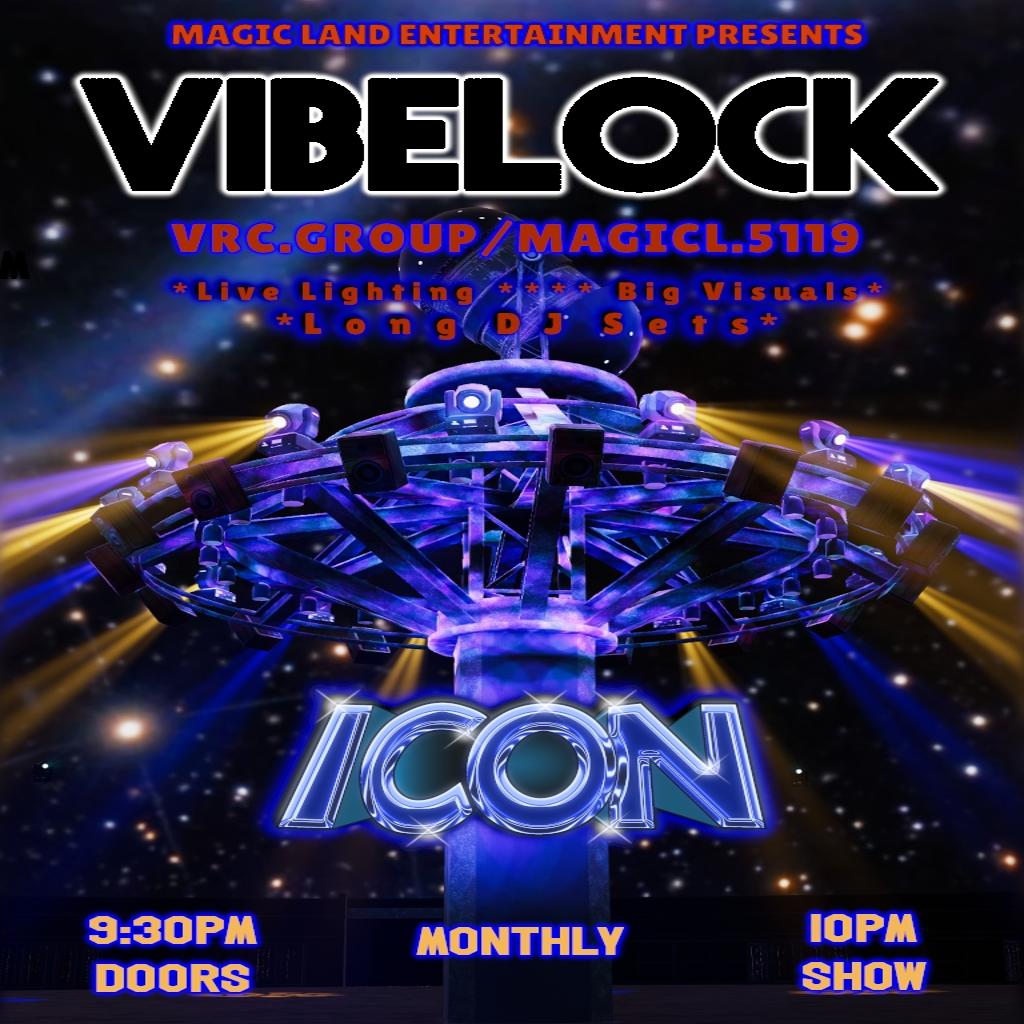 MAGIC LAND ENTERTAINMENT PRESENTS
VIBELOCK
VRC.GROUP/MAGICL.5119
M
*Live Lighting **** Big Visuals*
*Long DJ Sets*
ICON
9:30PM
DOORS
MONTHLY
10PM
SHOW